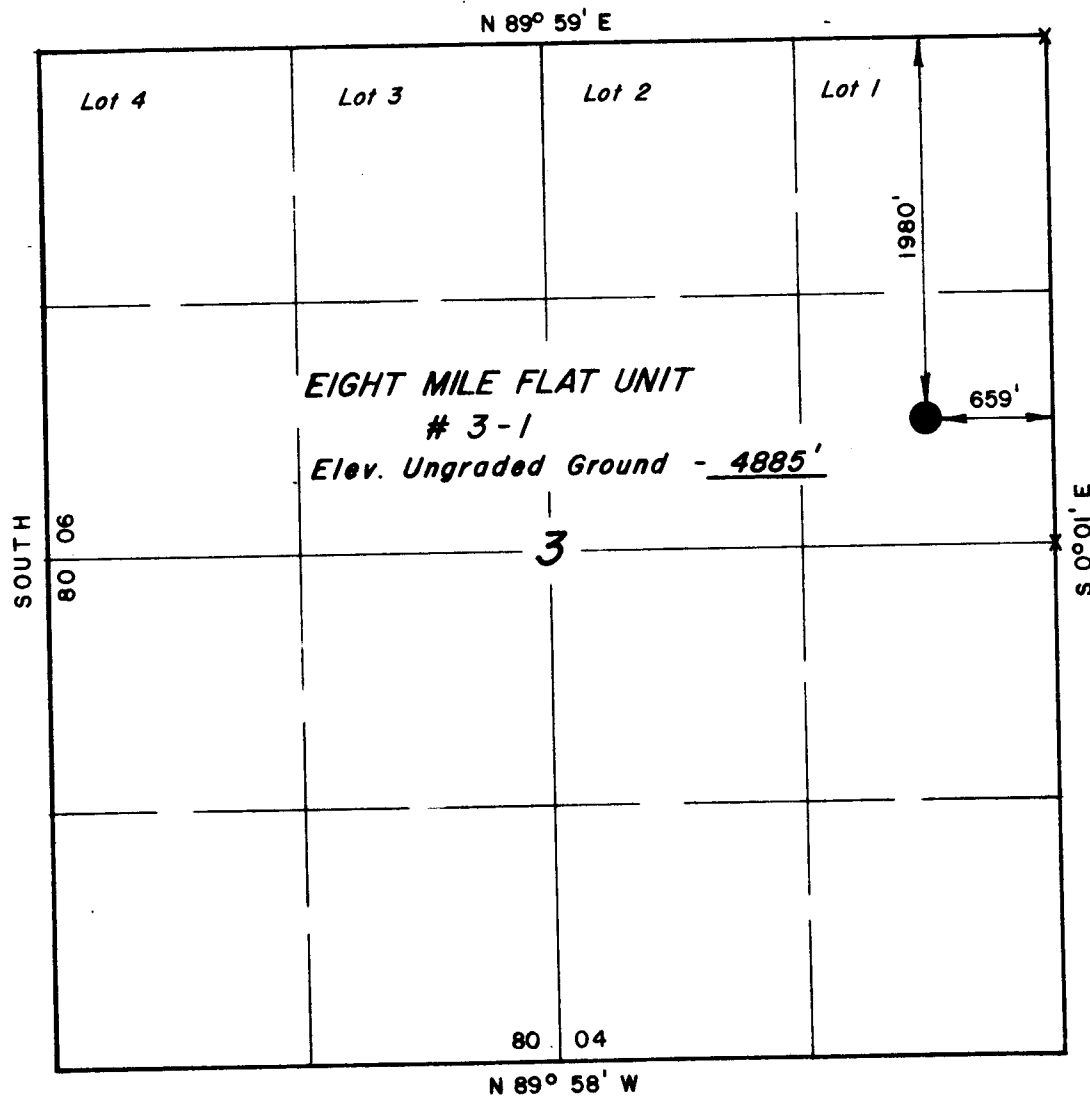 N 89° 59' E
Lot 4
Lot 3
Lot 2
Lot 1
1980'
659'
EIGHT MILE FLAT UNIT
# 3-1
Elev. Ungraded Ground - 4885'
SOUTH
80 06
3
S 0° 01' E
80 04
N 89° 58' W